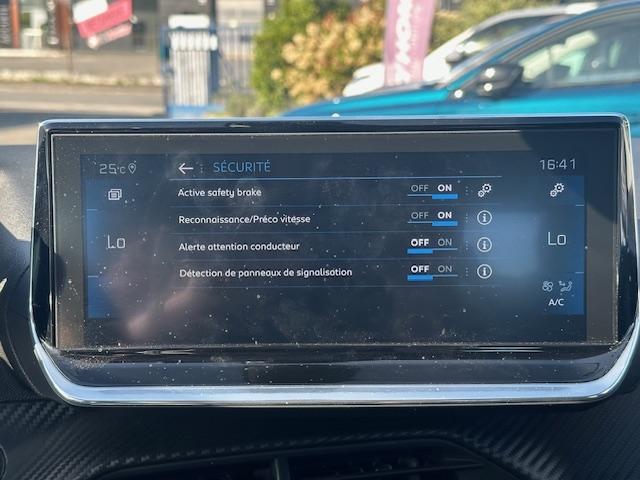 25°C
SÉCURITÉ
16:41
Active safety brake OFF ON
Reconnaissance/Préco vitesse OFF ON
Lo
Lo
Alerte attention conducteur OFF ON
Détection de panneaux de signalisation OFF ON
A/C